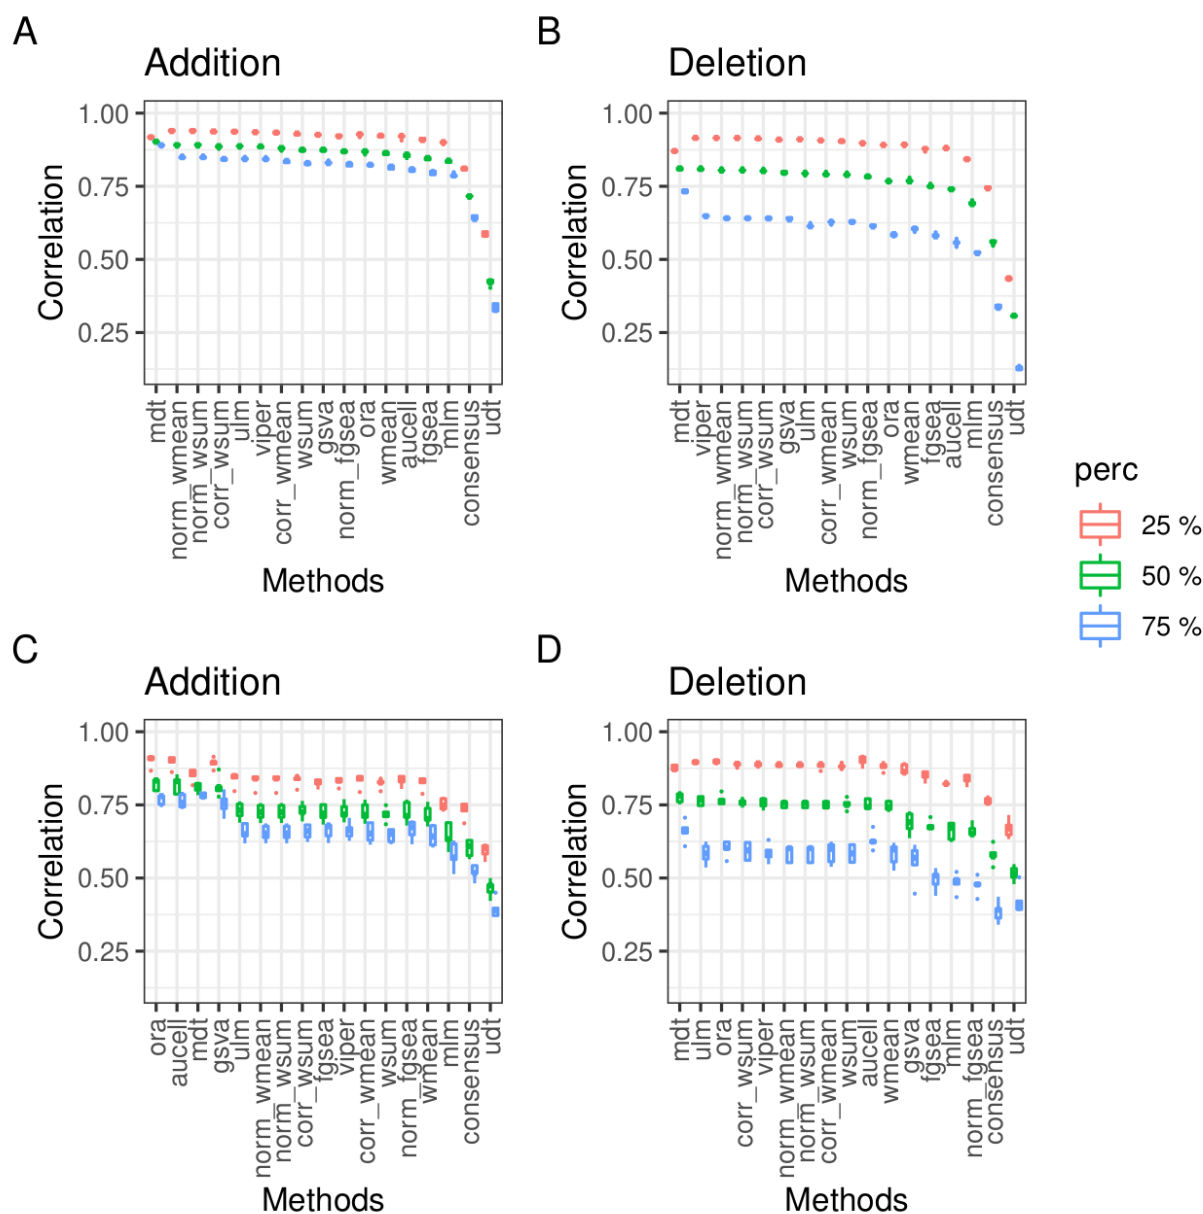 A
Addition
Correlation
1.00
0.75
0.50
0.25
mdt
norm_wmean
norm_wsum
corr_wsum
ulm
viper
corr_wmean
wsum
gsva
norm_fgsea
ora
wmean
aucell
fgsea
mlm
consensus
udt
Methods
B
Deletion
Correlation
1.00
0.75
0.50
0.25
mdt
viper
norm_wmean
norm_wsum
corr_wsum
gsva
ulm
corr_wmean
wsum
norm_fgsea
ora
wmean
fgsea
aucell
mlm
consensus
udt
Methods
perc
25 %
50 %
75 %
C
Addition
Correlation
1.00
0.75
0.50
0.25
ora
aucell
mdt
gsva
ulm
norm_wmean
norm_wsum
corr_wsum
fgsea
viper
corr_wmean
wsum
norm_fgsea
wmean
mlm
consensus
udt
Methods
D
Deletion
Correlation
1.00
0.75
0.50
0.25
mdt
ulm
ora
corr_wsum
viper
norm_wmean
norm_wsum
corr_wmean
wsum
aucell
wmean
gsva
fgsea
mlm
norm_fgsea
consensus
udt
Methods